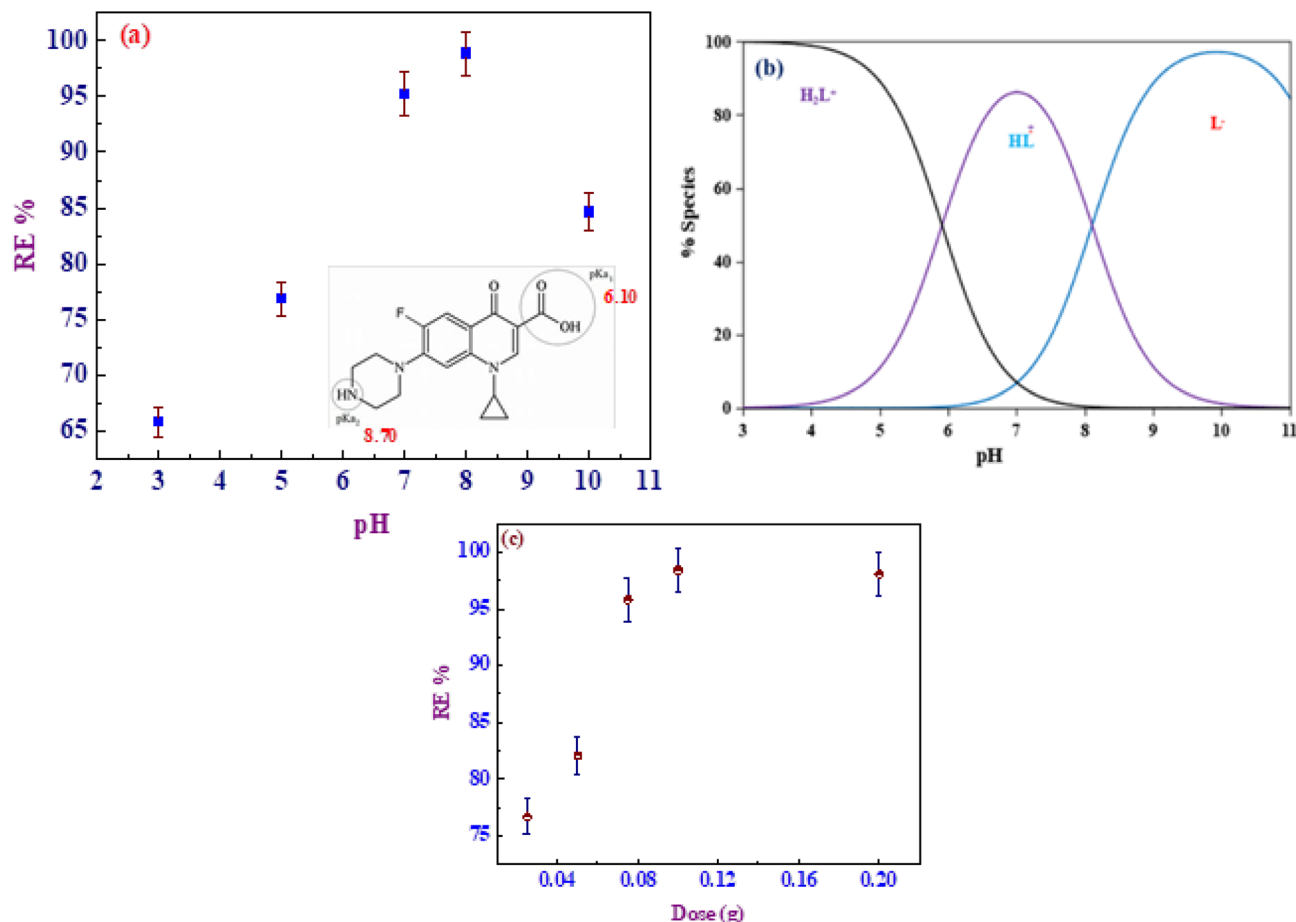 (a)
RE %
100
95
90
85
80
75
70
65
2 3 4 5 6 7 8 9 10 11
pH
F
O
O
OH
N
N
HN
pKa1
6.10
pKa2
8.70
(b)
% Species
100
80
60
40
20
0
H2L+
HL±
L-
3 4 5 6 7 8 9 10 11
pH
(c)
RE %
100
95
90
85
80
75
0.04 0.08 0.12 0.16 0.20
Dose (g)